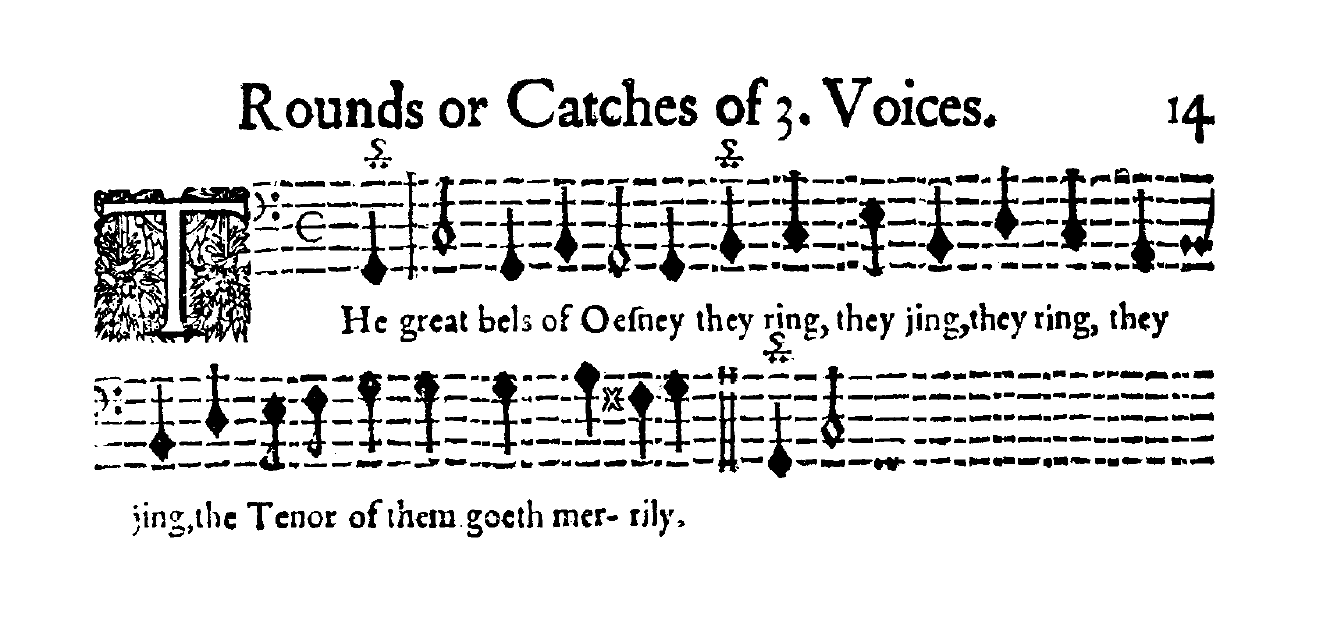 Rounds or Catches of 3. Voices. 14
THe great bels of Oeſney they ring, they jing,they ring, they
jing,the Tenor of them goeth mer- rily.